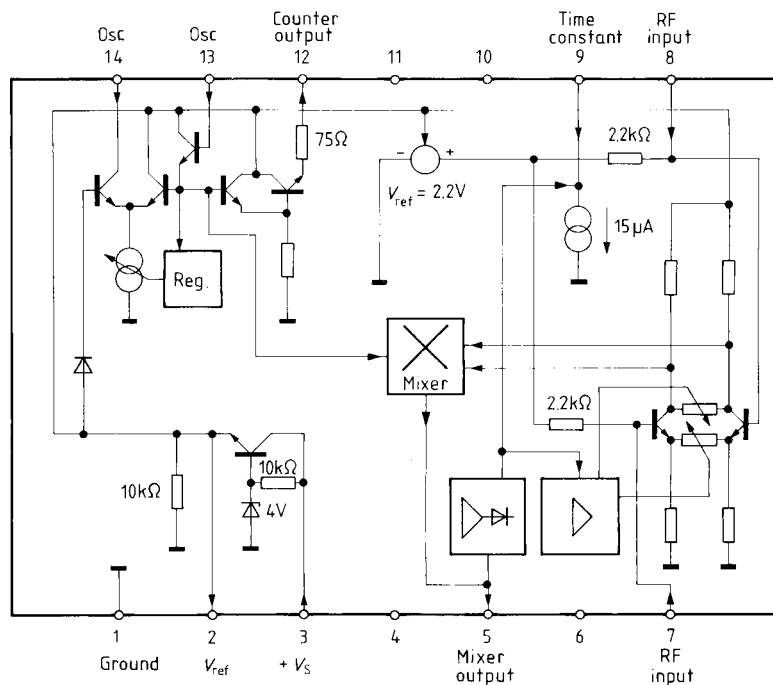 Osc
14
Osc
13
Counter
output
12
11
10
Time
constant
9
RF
input
8
75Ω
- +
V_ref = 2.2V
2.2kΩ
15µA
Reg.
Mixer
2.2kΩ
10kΩ
10kΩ
4V
1
2
3
4
5
6
7
Ground
V_ref
+ V_S
Mixer
output
RF
input